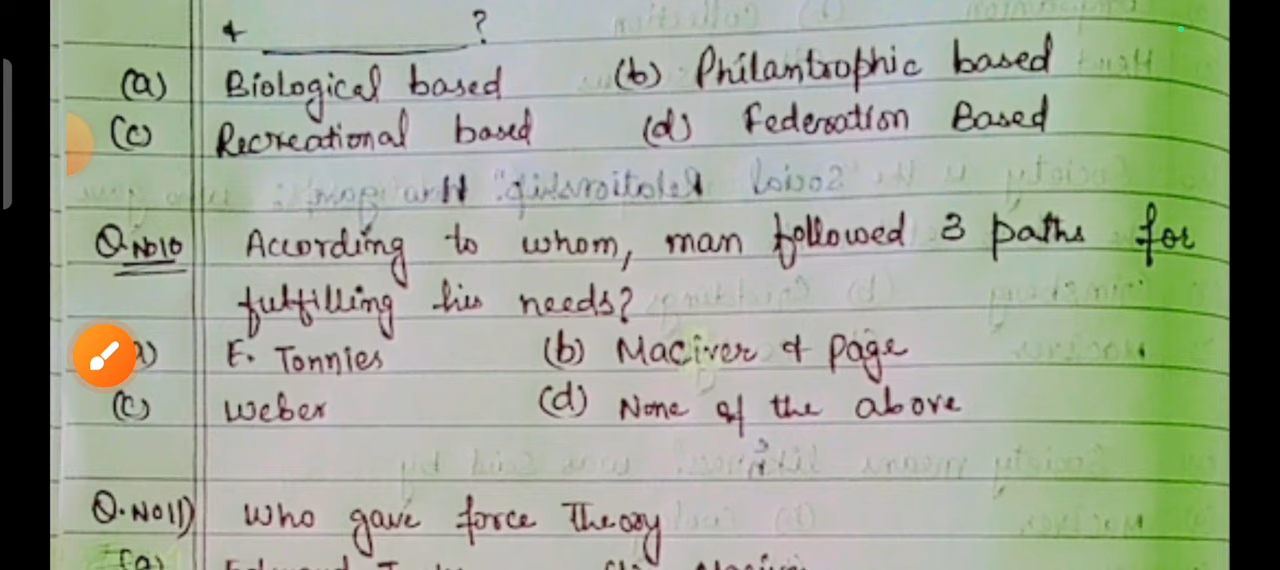 & ________?
(a) Biological based (b) Philantrophic based
(c) Recreational based (d) Federation Based
Q.No10 According to whom, man followed 3 paths for
fulfilling his needs?
E. Tonnies (b) Maciver & Page
(c) Weber (d) None of the above
Q.No11) Who gave force Theory
(a)